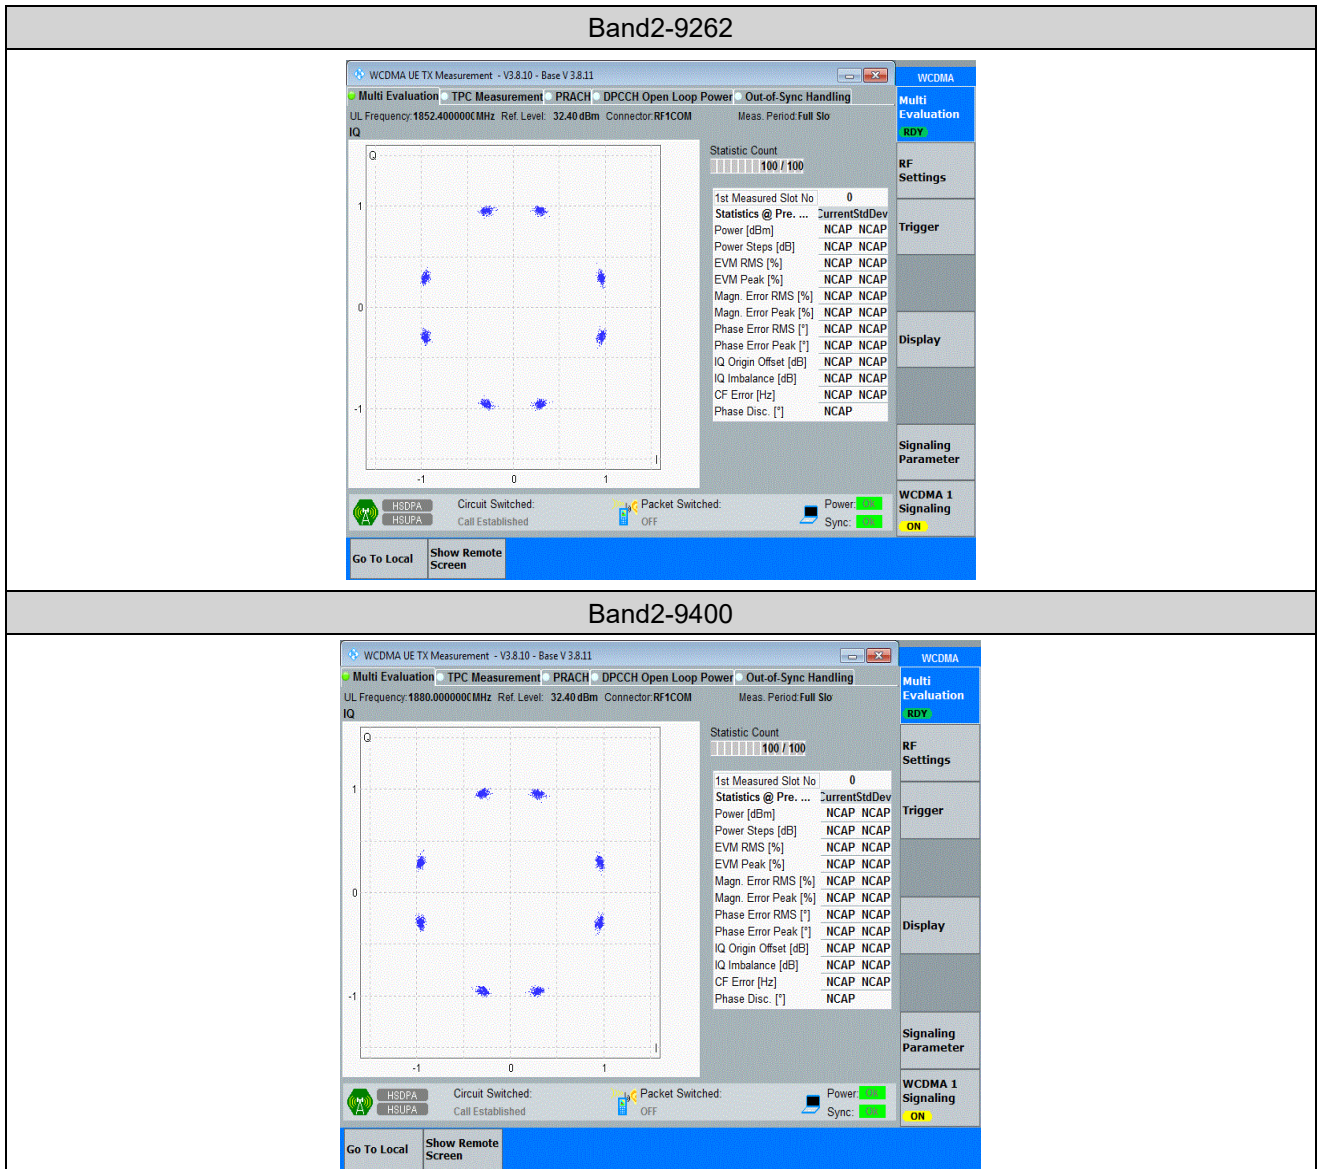 Band2-9262
WCDMA UE TX Measurement - V3.8.10 - Base V 3.8.11
WCDMA
Multi Evaluation TPC Measurement PRACH DPCCH Open Loop Power Out-of-Sync Handling
Multi
Evaluation
RDY
UL Frequency:1852.4000000 MHz Ref. Level: 32.40 dBm Connector:RF1COM Meas. Period:Full Slo
IQ
Q
1
0
-1
-1 0 1
I
Statistic Count
100 / 100
1st Measured Slot No 0
Statistics @ Pre. ... CurrentStdDev
Power [dBm] NCAP NCAP
Power Steps [dB] NCAP NCAP
EVM RMS [%] NCAP NCAP
EVM Peak [%] NCAP NCAP
Magn. Error RMS [%] NCAP NCAP
Magn. Error Peak [%] NCAP NCAP
Phase Error RMS [°] NCAP NCAP
Phase Error Peak [°] NCAP NCAP
IQ Origin Offset [dB] NCAP NCAP
IQ Imbalance [dB] NCAP NCAP
CF Error [Hz] NCAP NCAP
Phase Disc. [°] NCAP
RF
Settings
Trigger
Display
Signaling
Parameter
WCDMA 1
Signaling
ON
HSDPA Circuit Switched: Packet Switched: Power: OK
HSUPA Call Established OFF Sync: OK
Go To Local
Show Remote
Screen
Band2-9400
WCDMA UE TX Measurement - V3.8.10 - Base V 3.8.11
WCDMA
Multi Evaluation TPC Measurement PRACH DPCCH Open Loop Power Out-of-Sync Handling
Multi
Evaluation
RDY
UL Frequency:1880.0000000 MHz Ref. Level: 32.40 dBm Connector:RF1COM Meas. Period:Full Slo
IQ
Q
1
0
-1
-1 0 1
I
Statistic Count
100 / 100
1st Measured Slot No 0
Statistics @ Pre. ... CurrentStdDev
Power [dBm] NCAP NCAP
Power Steps [dB] NCAP NCAP
EVM RMS [%] NCAP NCAP
EVM Peak [%] NCAP NCAP
Magn. Error RMS [%] NCAP NCAP
Magn. Error Peak [%] NCAP NCAP
Phase Error RMS [°] NCAP NCAP
Phase Error Peak [°] NCAP NCAP
IQ Origin Offset [dB] NCAP NCAP
IQ Imbalance [dB] NCAP NCAP
CF Error [Hz] NCAP NCAP
Phase Disc. [°] NCAP
RF
Settings
Trigger
Display
Signaling
Parameter
WCDMA 1
Signaling
ON
HSDPA Circuit Switched: Packet Switched: Power: OK
HSUPA Call Established OFF Sync: OK
Go To Local
Show Remote
Screen